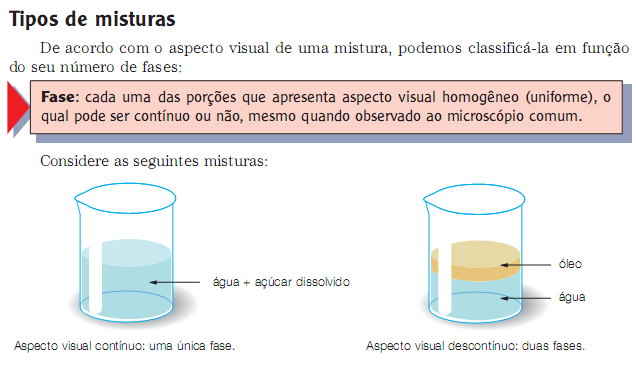 Tipos de misturas
De acordo com o aspecto visual de uma mistura, podemos classificá-la em função
do seu número de fases:
Fase: cada uma das porções que apresenta aspecto visual homogêneo (uniforme), o
qual pode ser contínuo ou não, mesmo quando observado ao microscópio comum.
Considere as seguintes misturas:
água + açúcar dissolvido
Aspecto visual contínuo: uma única fase.
óleo
água
Aspecto visual descontínuo: duas fases.